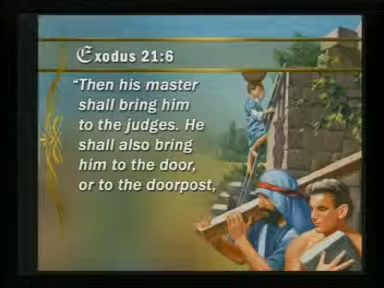 Exodus 21:6
“Then his master
shall bring him
to the judges. He
shall also bring
him to the door,
or to the doorpost,